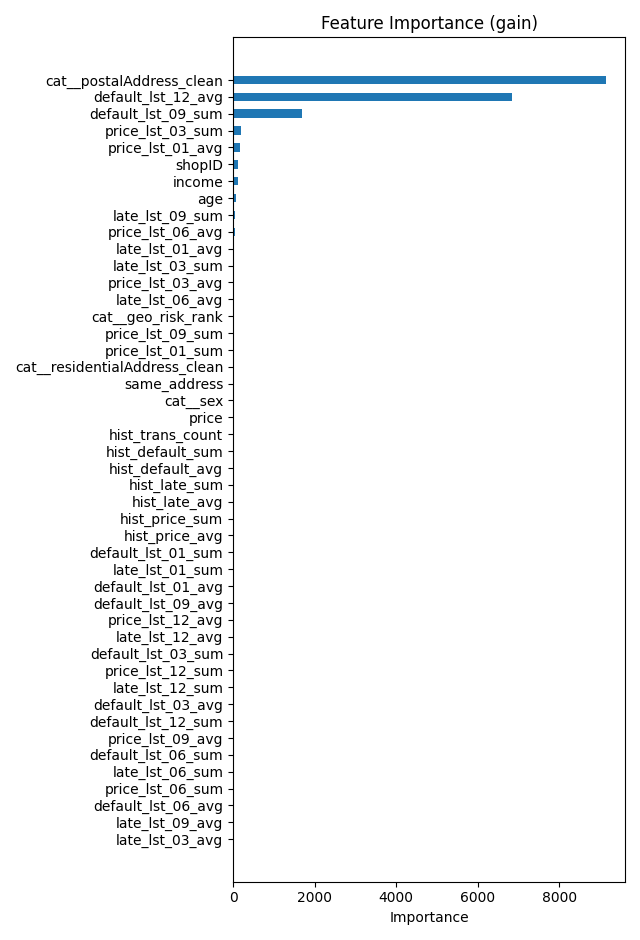 Feature Importance (gain)
cat__postalAddress_clean
default_lst_12_avg
default_lst_09_sum
price_lst_03_sum
price_lst_01_avg
shopID
income
age
late_lst_09_sum
price_lst_06_avg
late_lst_01_avg
late_lst_03_sum
price_lst_03_avg
late_lst_06_avg
cat__geo_risk_rank
price_lst_09_sum
price_lst_01_sum
cat__residentialAddress_clean
same_address
cat__sex
price
hist_trans_count
hist_default_sum
hist_default_avg
hist_late_sum
hist_late_avg
hist_price_sum
hist_price_avg
default_lst_01_sum
late_lst_01_sum
default_lst_01_avg
default_lst_09_avg
price_lst_12_avg
late_lst_12_avg
default_lst_03_sum
price_lst_12_sum
late_lst_12_sum
default_lst_03_avg
default_lst_12_sum
price_lst_09_avg
default_lst_06_sum
late_lst_06_sum
price_lst_06_sum
default_lst_06_avg
late_lst_09_avg
late_lst_03_avg
0 2000 4000 6000 8000
Importance